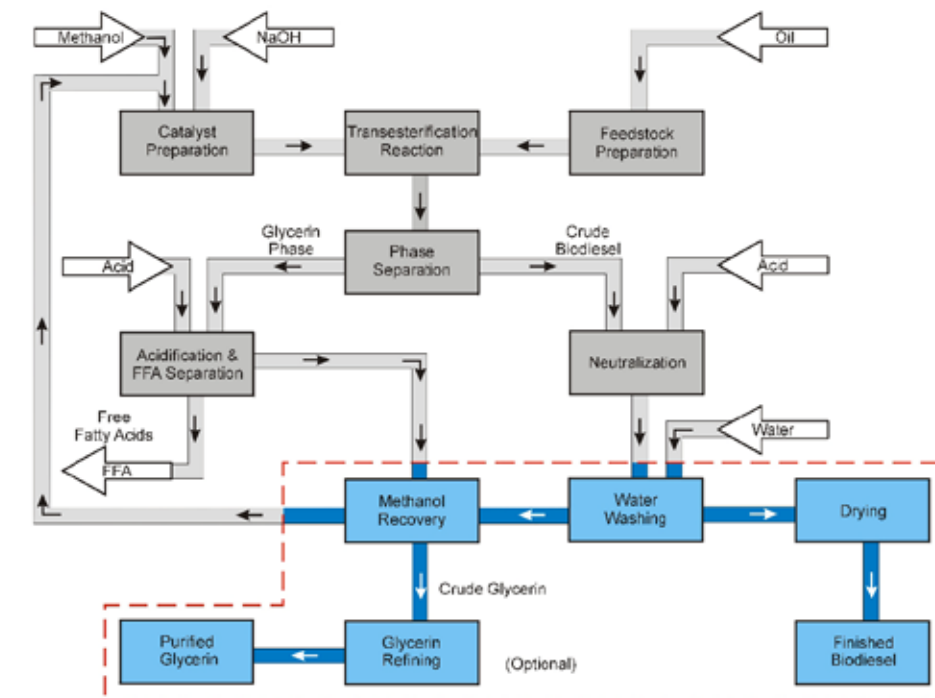 Methanol
NaOH
Oil
Catalyst
Preparation
Transesterification
Reaction
Feedstock
Preparation
Glycerin
Phase
Crude
Biodiesel
Phase
Separation
Acid
Acid
Acidification &
FFA Separation
Neutralization
Free
Fatty Acids
FFA
Water
Methanol
Recovery
Water
Washing
Drying
Crude Glycerin
Purified
Glycerin
Glycerin
Refining
(Optional)
Finished
Biodiesel